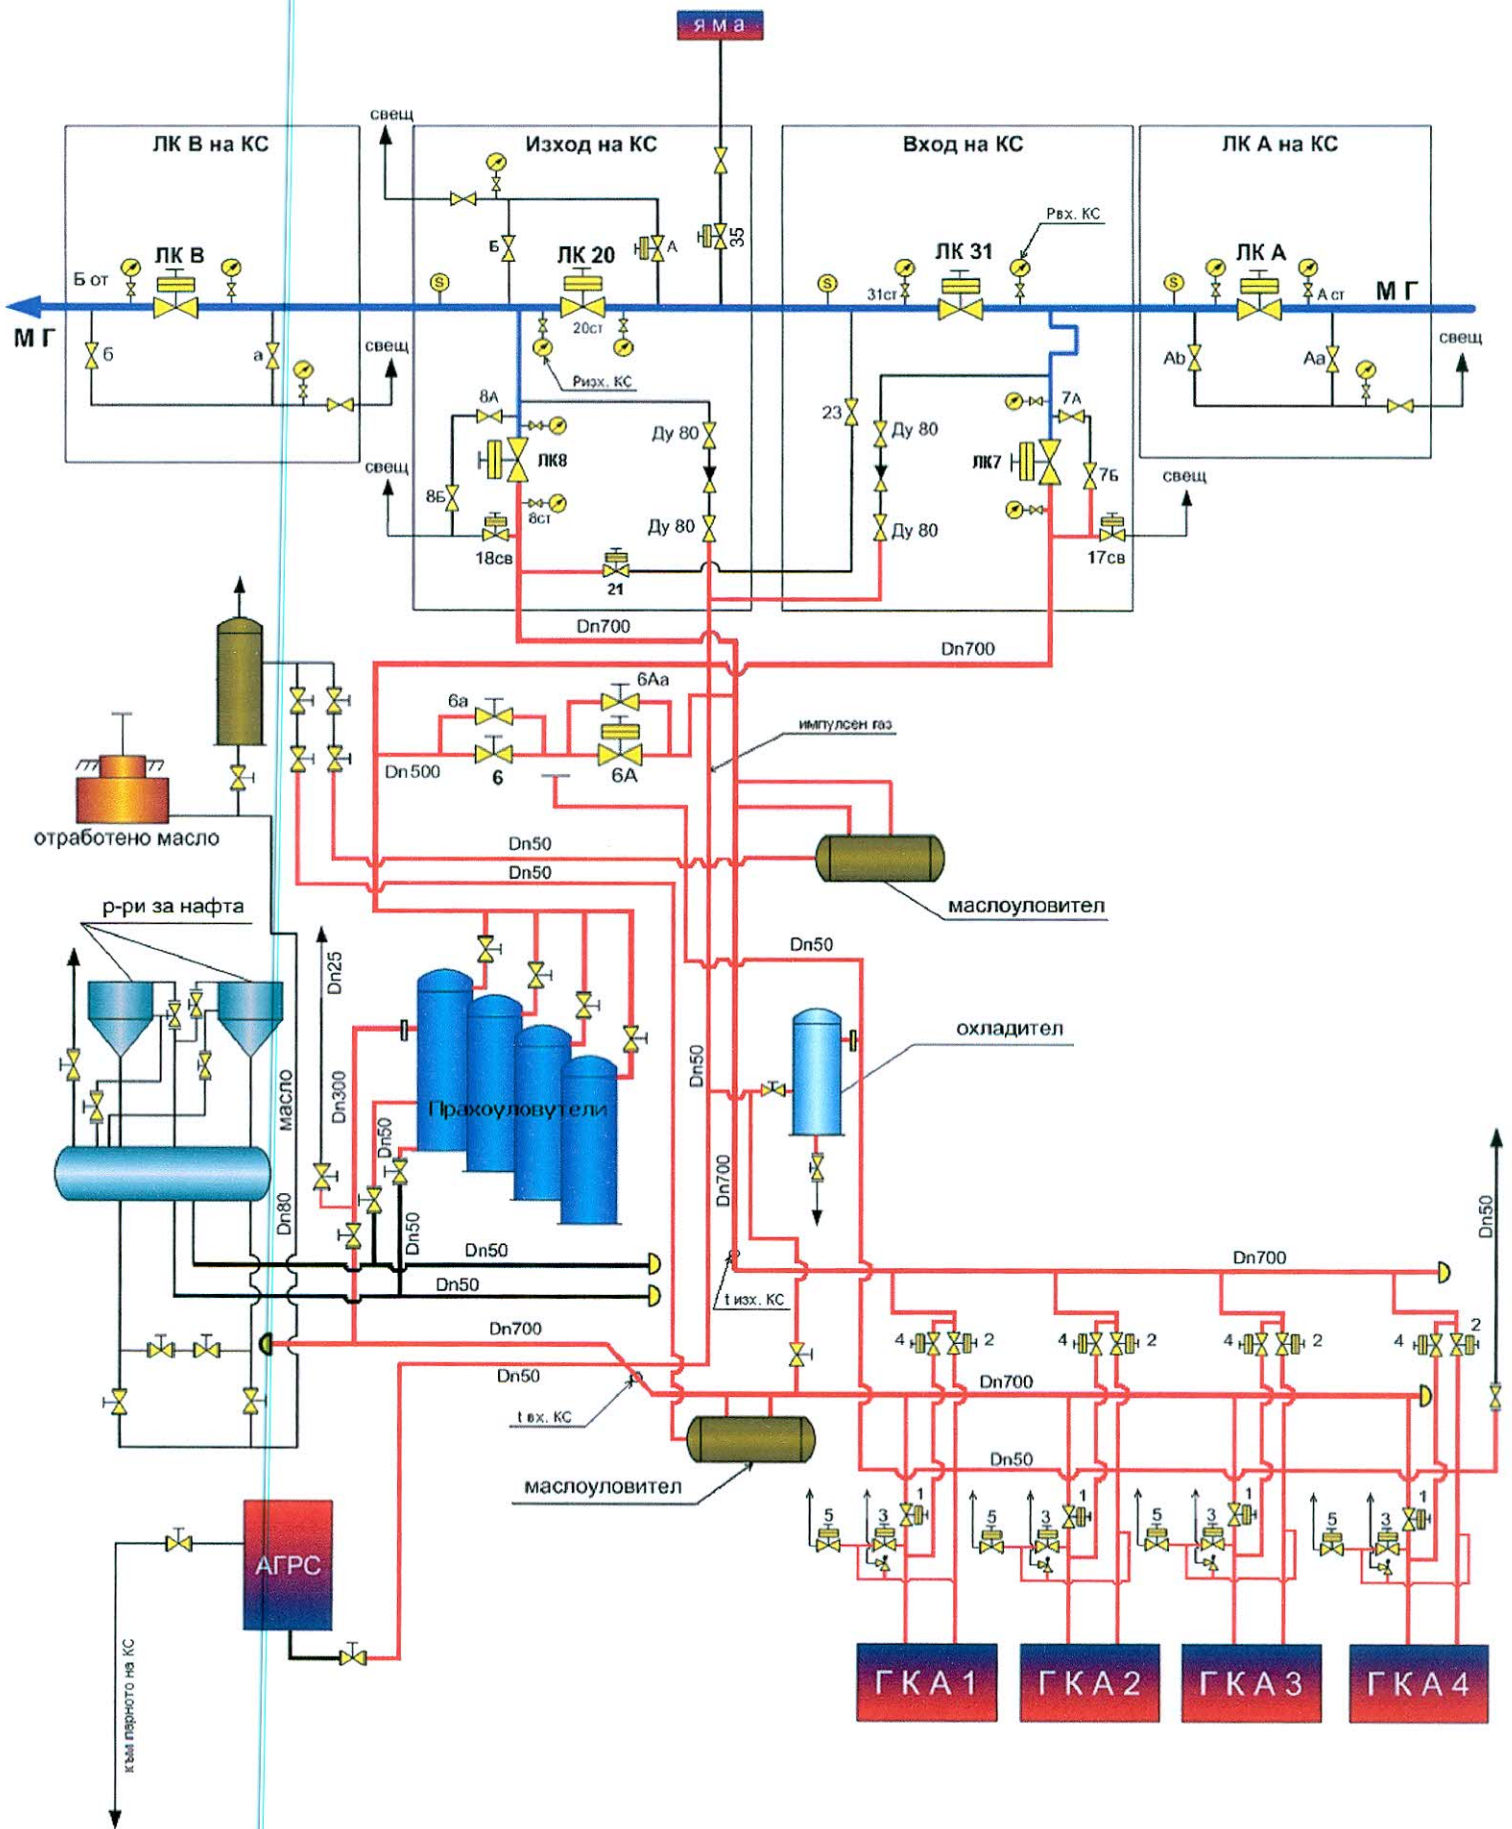 яма
свещ
ЛК В на КС
Изход на КС
Вход на КС
ЛК А на КС
Рвх. КС
Б
А
35
ЛК В
ЛК 20
ЛК 31
ЛК А
Б от
S
S
31ст
S
А ст
М Г
М Г
20ст
б
а
свещ
Ризх. КС
Аb
Аа
свещ
8А
7А
23
Ду 80
Ду 80
ЛК8
ЛК7
свещ
7Б
свещ
8Б
8ст
Ду 80
Ду 80
18св
17св
21
Dn700
Dn700
6Аа
6а
импулсен газ
Dn500
6
6А
отработено масло
Dn50
Dn50
маслоуловител
р-ри за нафта
Dn50
Dn25
охладител
Dn50
масло
Dn300
Прахоуловутели
Dn50
Dn700
Dn80
Dn50
Dn50
Dn50
Dn50
Dn700
t изх. КС
Dn700
4
2
4
2
4
2
4
2
Dn50
Dn700
t вх. КС
Dn50
маслоуловител
1
1
1
1
5
3
5
3
5
3
5
3
АГРС
към парното на КС
ГКА1
ГКА2
ГКА3
ГКА4